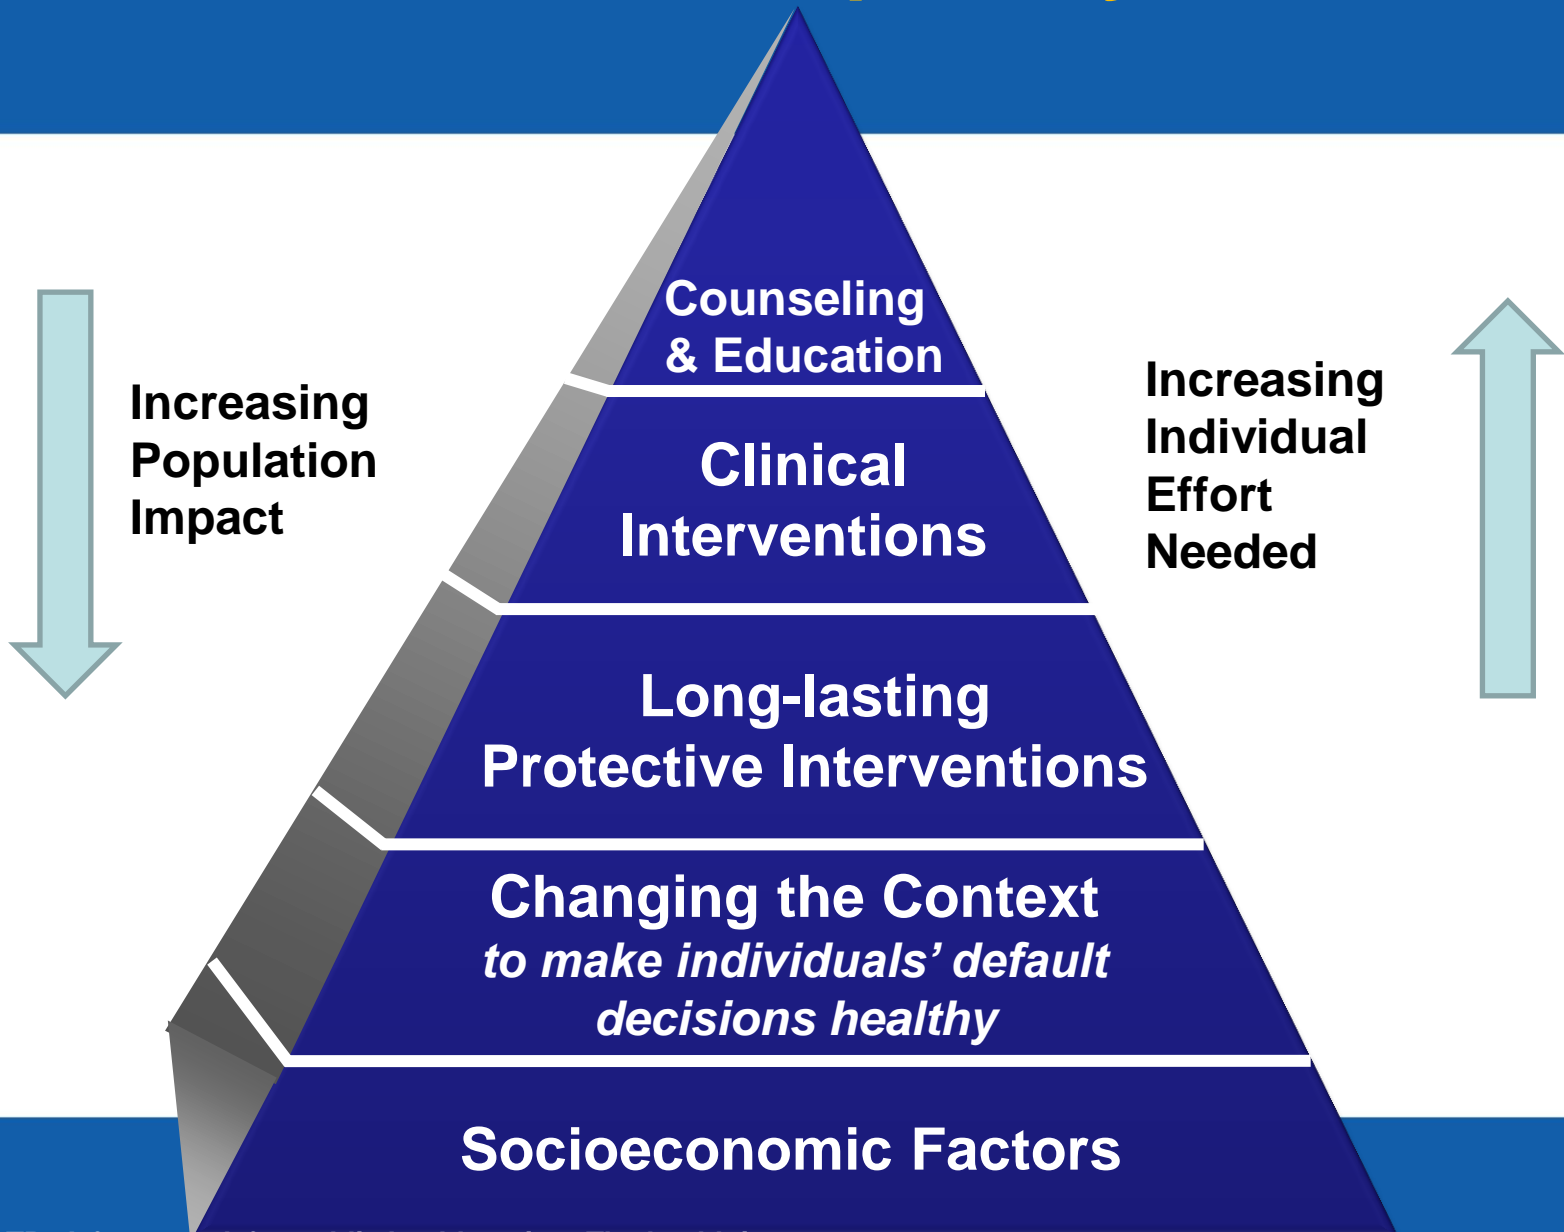 Counseling
& Education
Increasing
Population
Impact
Increasing
Individual
Effort
Needed
Clinical
Interventions
Long-lasting
Protective Interventions
Changing the Context
to make individuals’ default
decisions healthy
Socioeconomic Factors